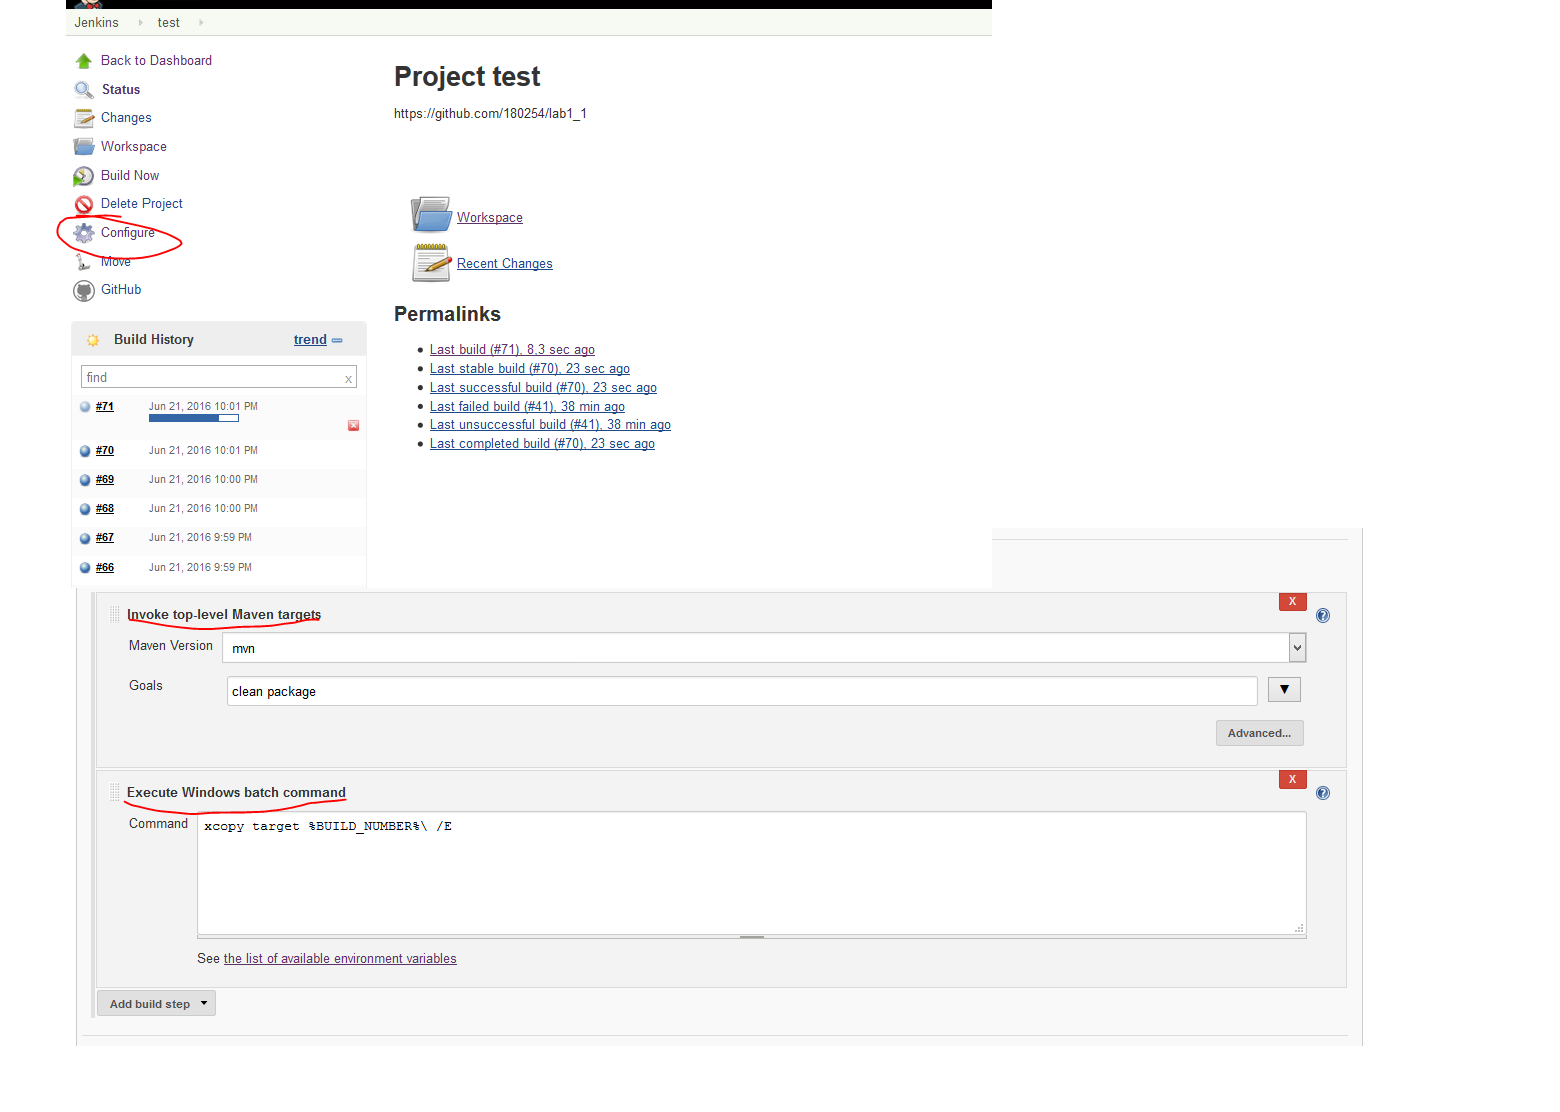 Jenkins test
Back to Dashboard
Status
Changes
Workspace
Build Now
Delete Project
Configure
Move
GitHub
Build History trend
find x
#71 Jun 21, 2016 10:01 PM
#70 Jun 21, 2016 10:01 PM
#69 Jun 21, 2016 10:00 PM
#68 Jun 21, 2016 10:00 PM
#67 Jun 21, 2016 9:59 PM
#66 Jun 21, 2016 9:59 PM
Project test
https://github.com/180254/lab1_1
Workspace
Recent Changes
Permalinks
Last build (#71), 8,3 sec ago
Last stable build (#70), 23 sec ago
Last successful build (#70), 23 sec ago
Last failed build (#41), 38 min ago
Last unsuccessful build (#41), 38 min ago
Last completed build (#70), 23 sec ago
Invoke top-level Maven targets X
Maven Version mvn
Goals clean package
Advanced...
Execute Windows batch command X
Command xcopy target %BUILD_NUMBER%\ /E
See the list of available environment variables
Add build step